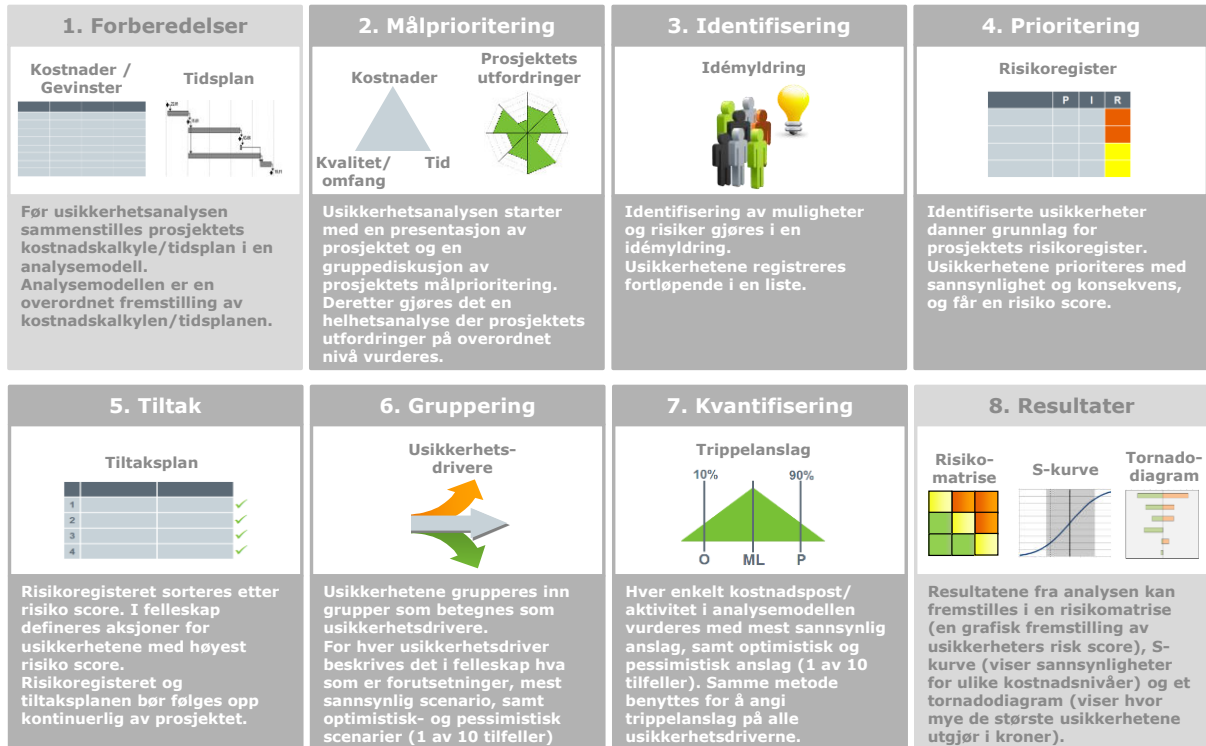 1. Forberedelser
Kostnader /
Gevinster
Tidsplan
Før usikkerhetsanalysen
sammenstilles prosjektets
kostnadskalkyle/tidsplan i en
analysemodell.
Analysemodellen er en
overordnet fremstilling av
kostnadskalkylen/tidsplanen.
2. Målprioritering
Kostnader
Prosjektets
utfordringer
Kvalitet/
omfang
Tid
Usikkerhetsanalysen starter
med en presentasjon av
prosjektet og en
gruppediskusjon av
prosjektets målprioritering.
Deretter gjøres det en
helhetsanalyse der prosjektets
utfordringer på overordnet
nivå vurderes.
3. Identifisering
Idémyldring
Identifisering av muligheter
og risiker gjøres i en
idémyldring.
Usikkerhetene registreres
fortløpende i en liste.
4. Prioritering
Risikoregister
P I R
Identifiserte usikkerheter
danner grunnlag for
prosjektets risikoregister.
Usikkerhetene prioriteres med
sannsynlighet og konsekvens,
og får en risiko score.
5. Tiltak
Tiltaksplan
1
2
3
4
Risikoregisteret sorteres etter
risiko score. I felleskap
defineres aksjoner for
usikkerhetene med høyest
risiko score.
Risikoregisteret og
tiltaksplanen bør følges opp
kontinuerlig av prosjektet.
6. Gruppering
Usikkerhets-
drivere
Usikkerhetene grupperes inn
grupper som betegnes som
usikkerhetsdrivere.
For hver usikkerhetsdriver
beskrives det i felleskap hva
som er forutsetninger, mest
sannsynlig scenario, samt
optimistisk- og pessimistisk
scenarier (1 av 10 tilfeller)
7. Kvantifisering
Trippelanslag
10% 90%
O ML P
Hver enkelt kostnadspost/
aktivitet i analysemodellen
vurderes med mest sannsynlig
anslag, samt optimistisk og
pessimistisk anslag (1 av 10
tilfeller). Samme metode
benyttes for å angi
trippelanslag på alle
usikkerhetsdriverne.
8. Resultater
Risiko-
matrise
S-kurve
Tornado-
diagram
Resultatene fra analysen kan
fremstilles i en risikomatrise
(en grafisk fremstilling av
usikkerheters risk score), S-
kurve (viser sannsynligheter
for ulike kostnadsnivåer) og et
tornadodiagram (viser hvor
mye de største usikkerhetene
utgjør i kroner).